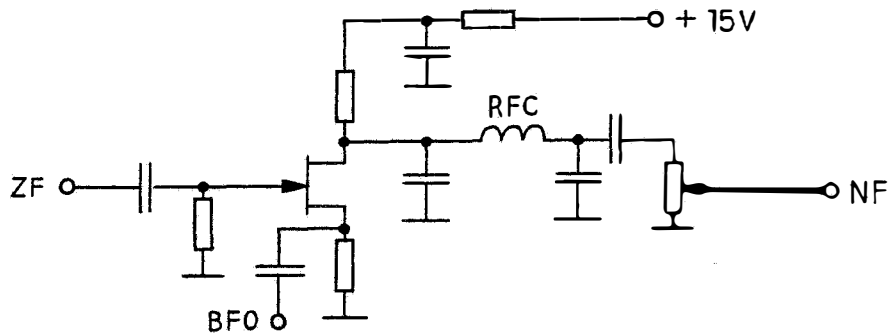 + 15V
RFC
ZF
NF
BFO